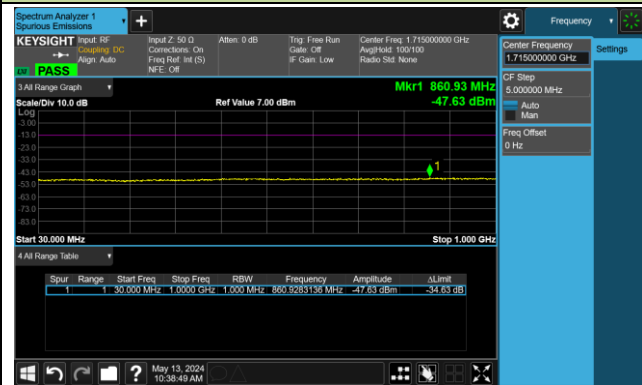 Spectrum Analyzer 1
Spurious Emissions
Frequency
KEYSIGHT Input: RF Input Z: 50 Ω Atten: 0 dB Trig: Free Run Center Freq: 1.715000000 GHz
Coupling: DC Corrections: On Gate: Off Avg|Hold: 100/100
Align: Auto Freq Ref: Int (S) IF Gain: Low Radio Std: None
NFE: Off
PASS
Center Frequency
1.715000000 GHz
Settings
CF Step
5.000000 MHz
Auto
Man
Freq Offset
0 Hz
3 All Range Graph
Mkr1 860.93 MHz
Scale/Div 10.0 dB Ref Value 7.00 dBm -47.63 dBm
Log
-3.00
-13.0
-23.0
-33.0
-43.0
-53.0
-63.0
-73.0
-83.0
1
Start 30.000 MHz Stop 1.000 GHz
4 All Range Table
Spur Range Start Freq Stop Freq RBW Frequency Amplitude ΔLimit
1 1 30.000 MHz 1.0000 GHz 1.000 MHz 860.9283136 MHz -47.63 dBm -34.63 dB
?
May 13, 2024
10:38:49 AM